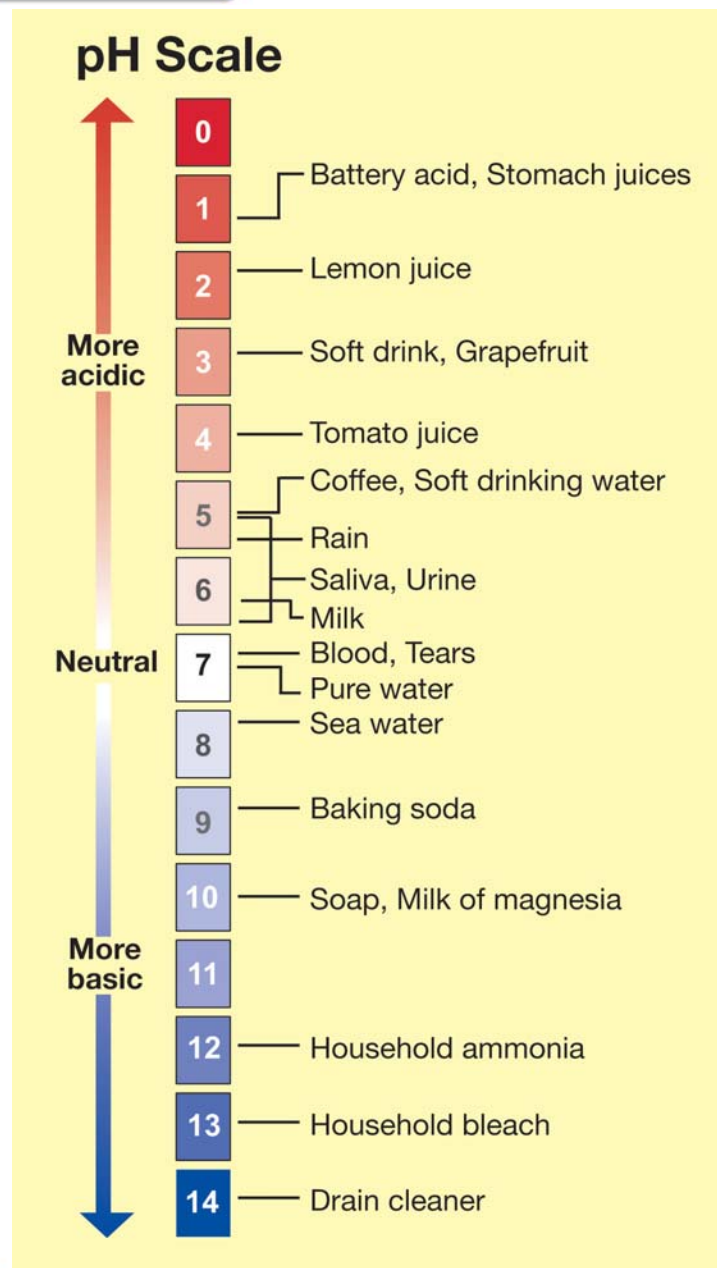 pH Scale
0
Battery acid, Stomach juices
1
Lemon juice
2
More
acidic
Soft drink, Grapefruit
3
Tomato juice
4
Coffee, Soft drinking water
5
Rain
Saliva, Urine
6
Milk
Neutral
Blood, Tears
7
Pure water
Sea water
8
Baking soda
9
Soap, Milk of magnesia
10
More
basic
11
Household ammonia
12
Household bleach
13
Drain cleaner
14